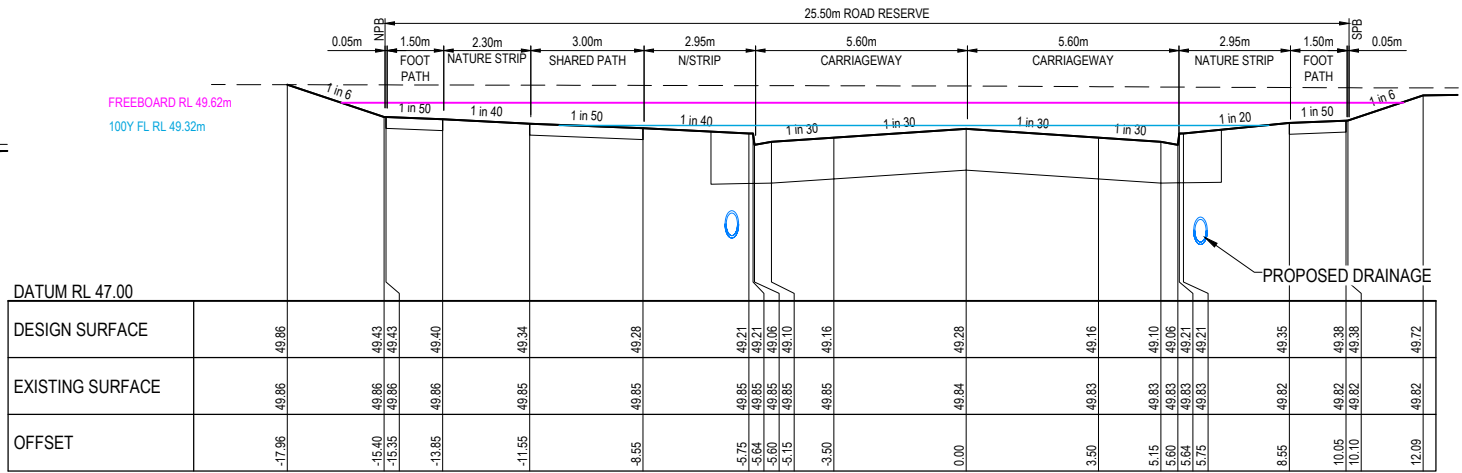 25.50m ROAD RESERVE
NPB
SPB
0.05m 1.50m 2.30m 3.00m 2.95m 5.60m 5.60m 2.95m 1.50m 0.05m
FOOT PATH
NATURE STRIP
SHARED PATH
N/STRIP
CARRIAGEWAY
CARRIAGEWAY
NATURE STRIP
FOOT PATH
FREEBOARD RL 49.62m
100Y FL RL 49.32m
1 in 6
1 in 50
1 in 40
1 in 50
1 in 40
1 in 30
1 in 30
1 in 30
1 in 30
1 in 20
1 in 50
1 in 6
PROPOSED DRAINAGE
DATUM RL 47.00
DESIGN SURFACE 49.86 49.43 49.43 49.40 49.34 49.28 49.21 49.21 49.06 49.10 49.16 49.28 49.16 49.10 49.06 49.21 49.21 49.35 49.38 49.38 49.72
EXISTING SURFACE 49.86 49.86 49.86 49.86 49.85 49.85 49.85 49.85 49.85 49.85 49.85 49.84 49.83 49.83 49.83 49.83 49.83 49.82 49.82 49.82 49.82
OFFSET -17.96 -15.40 -15.35 -13.85 -11.55 -8.55 -5.75 -5.64 -5.60 -5.15 -3.50 0.00 3.50 5.15 5.60 5.64 5.75 8.55 10.05 10.10 12.09